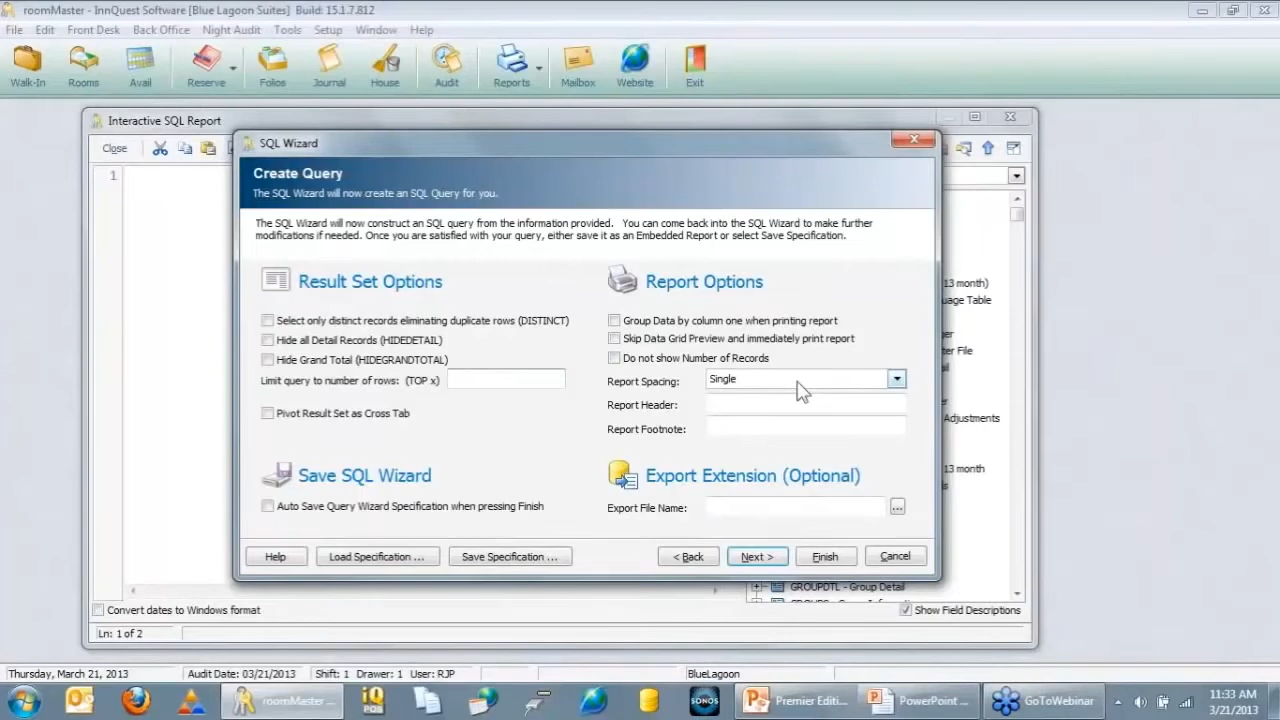 roomMaster - InnQuest Software [Blue Lagoon Suites] Build: 15.1.7.812
File Edit Front Desk Back Office Night Audit Tools Setup Window Help
Walk-In Rooms Avail Reserve Folios Journal House Audit Reports Mailbox Website Exit
Interactive SQL Report
Close
1
SQL Wizard
Create Query
The SQL Wizard will now create an SQL Query for you.
The SQL Wizard will now construct an SQL query from the information provided. You can come back into the SQL Wizard to make further
modifications if needed. Once you are satisfied with your query, either save it as an Embedded Report or select Save Specification.
Result Set Options
Select only distinct records eliminating duplicate rows (DISTINCT)
Hide all Detail Records (HIDEDETAIL)
Hide Grand Total (HIDEGRANDTOTAL)
Limit query to number of rows: (TOP x)
Pivot Result Set as Cross Tab
Report Options
Group Data by column one when printing report
Skip Data Grid Preview and immediately print report
Do not show Number of Records
Report Spacing: Single
Report Header:
Report Footnote:
Save SQL Wizard
Auto Save Query Wizard Specification when pressing Finish
Export Extension (Optional)
Export File Name: ...
Help Load Specification ... Save Specification ... < Back Next > Finish Cancel
13 month)
Table
File
Adjustments
13 month
GROUPDTL - Group Detail
Convert dates to Windows format
Show Field Descriptions
Ln: 1 of 2
Thursday, March 21, 2013 Audit Date: 03/21/2013 Shift: 1 Drawer: 1 User: RJP BlueLagoon
roomMaster ... iQ POS SONOS Premier Editi... PowerPoint ... GoToWebinar
11:33 AM
3/21/2013